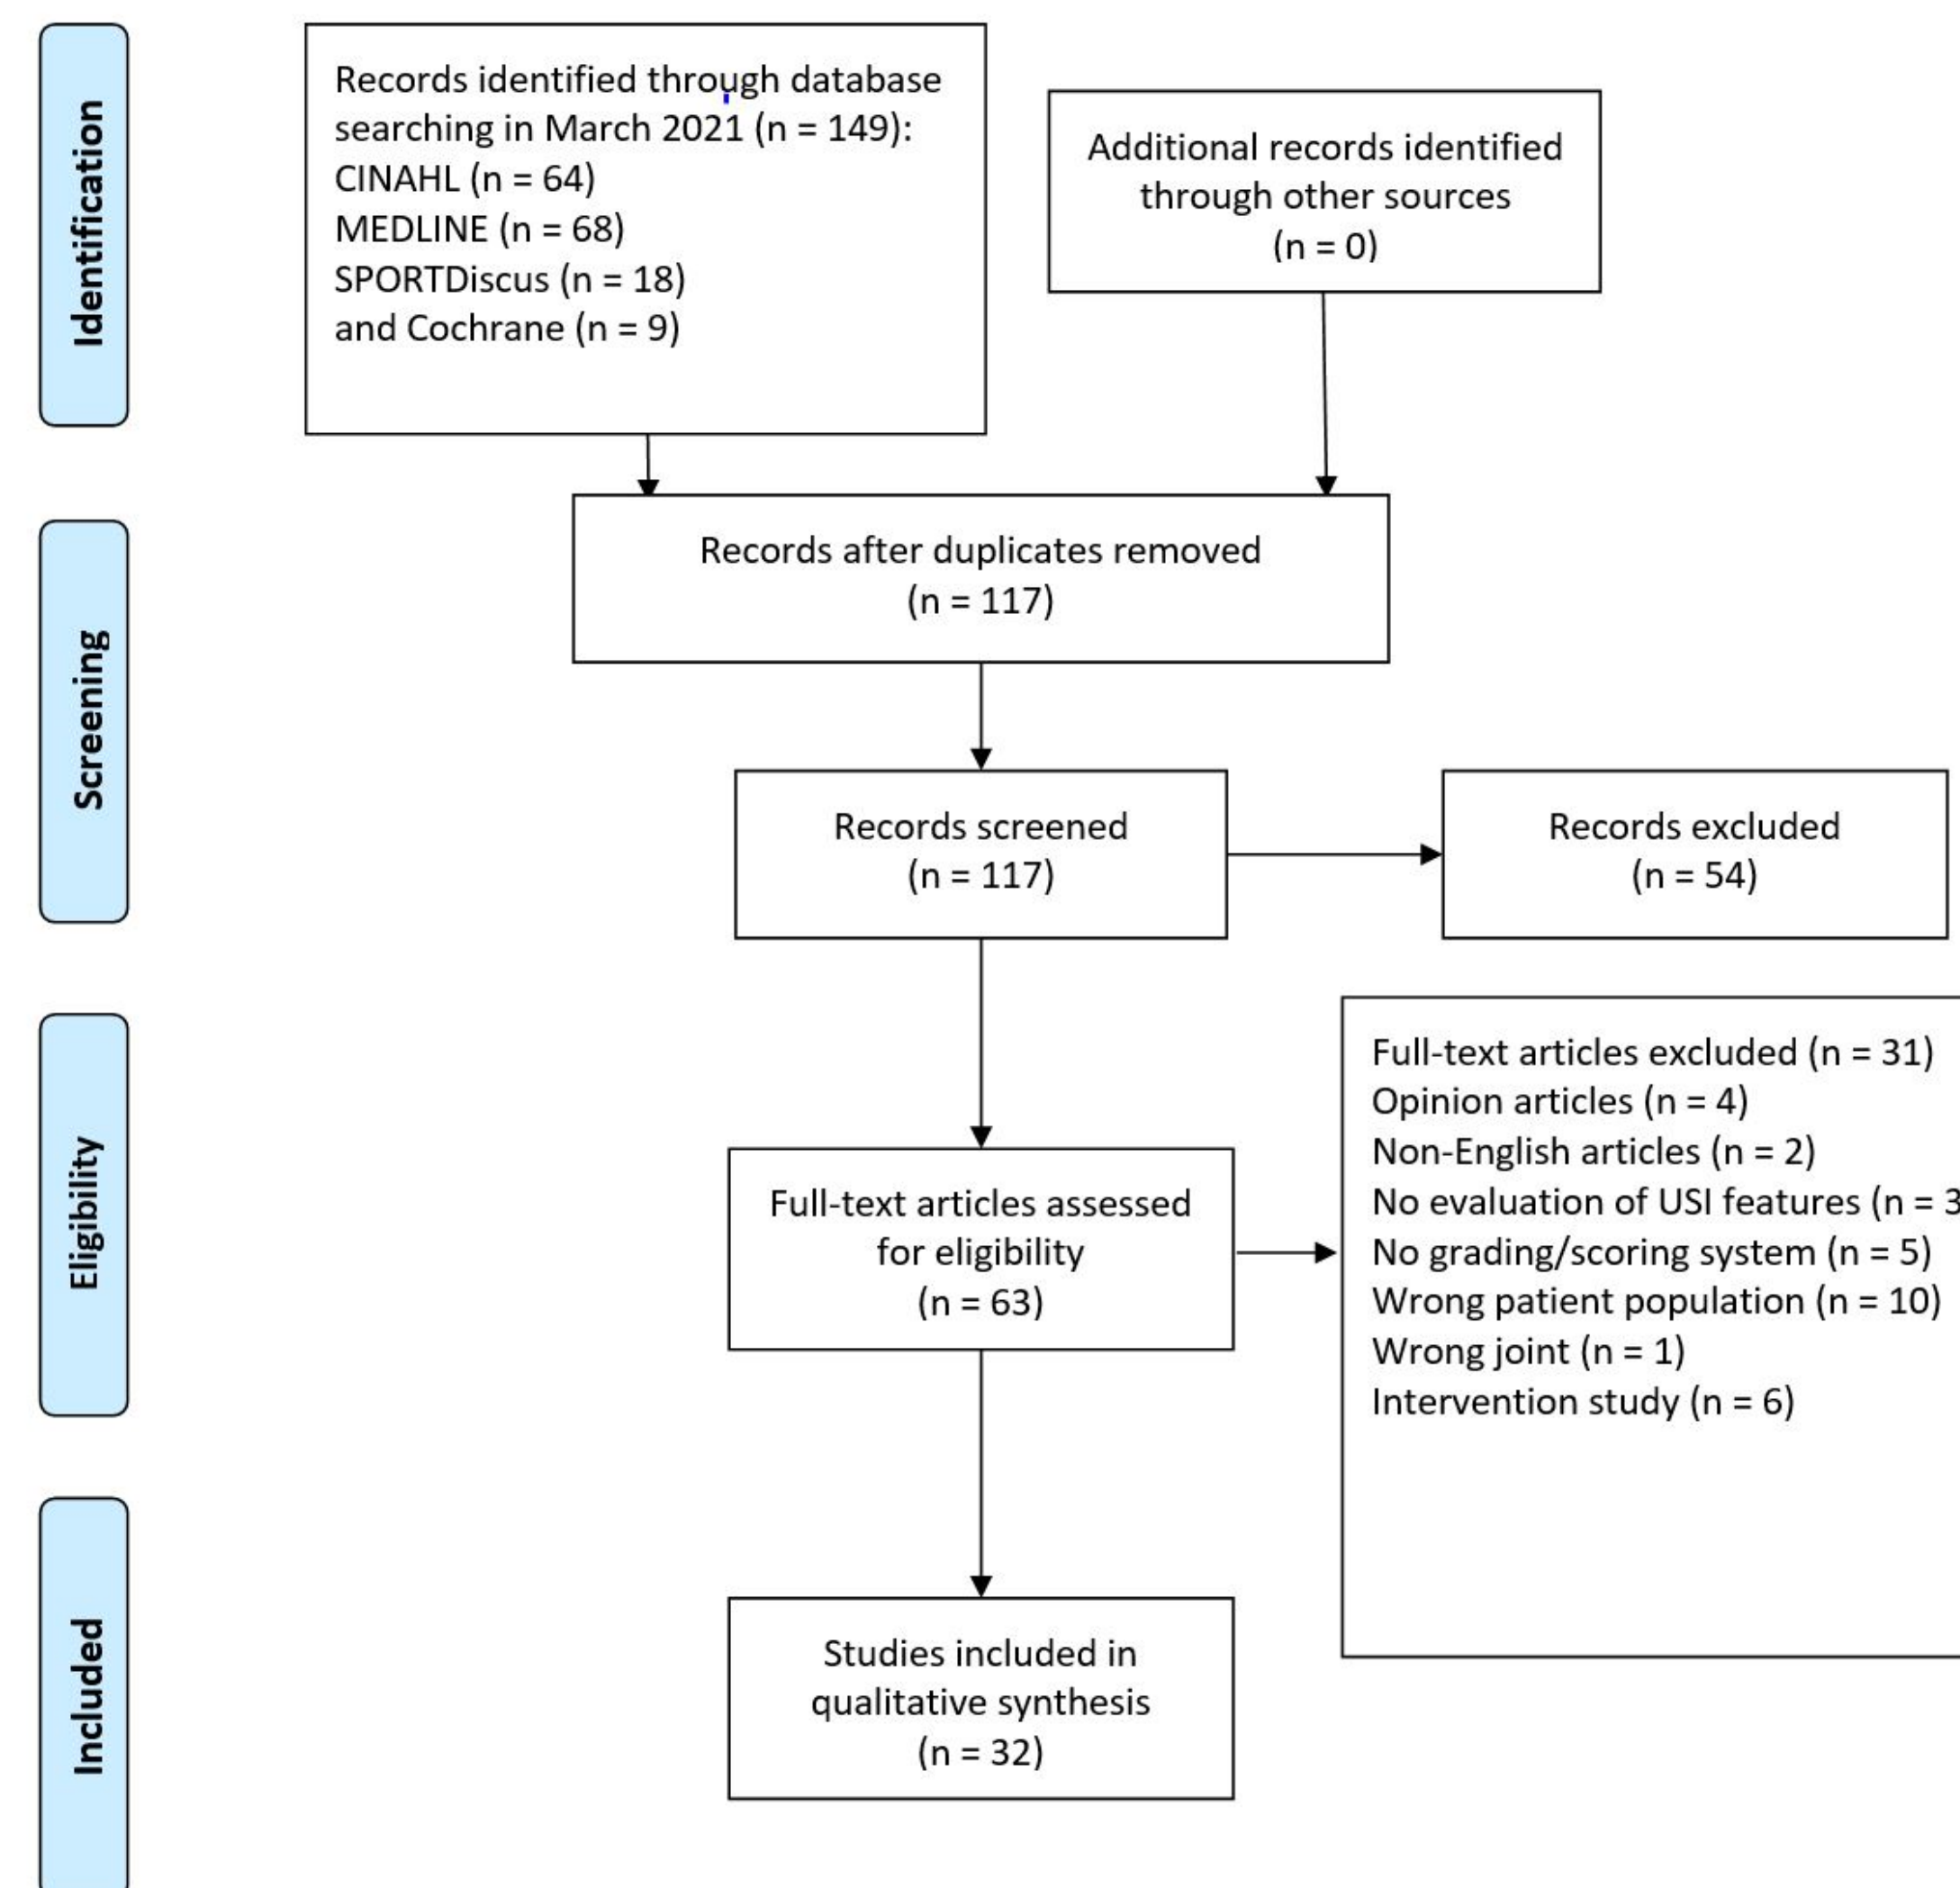 Identification
Records identified through database
searching in March 2021 (n = 149):
CINAHL (n = 64)
MEDLINE (n = 68)
SPORTDiscus (n = 18)
and Cochrane (n = 9)
Additional records identified
through other sources
(n = 0)
Screening
Records after duplicates removed
(n = 117)
Records screened
(n = 117)
Records excluded
(n = 54)
Eligibility
Full-text articles assessed
for eligibility
(n = 63)
Full-text articles excluded (n = 31)
Opinion articles (n = 4)
Non-English articles (n = 2)
No evaluation of USI features (n = 3
No grading/scoring system (n = 5)
Wrong patient population (n = 10)
Wrong joint (n = 1)
Intervention study (n = 6)
Included
Studies included in
qualitative synthesis
(n = 32)